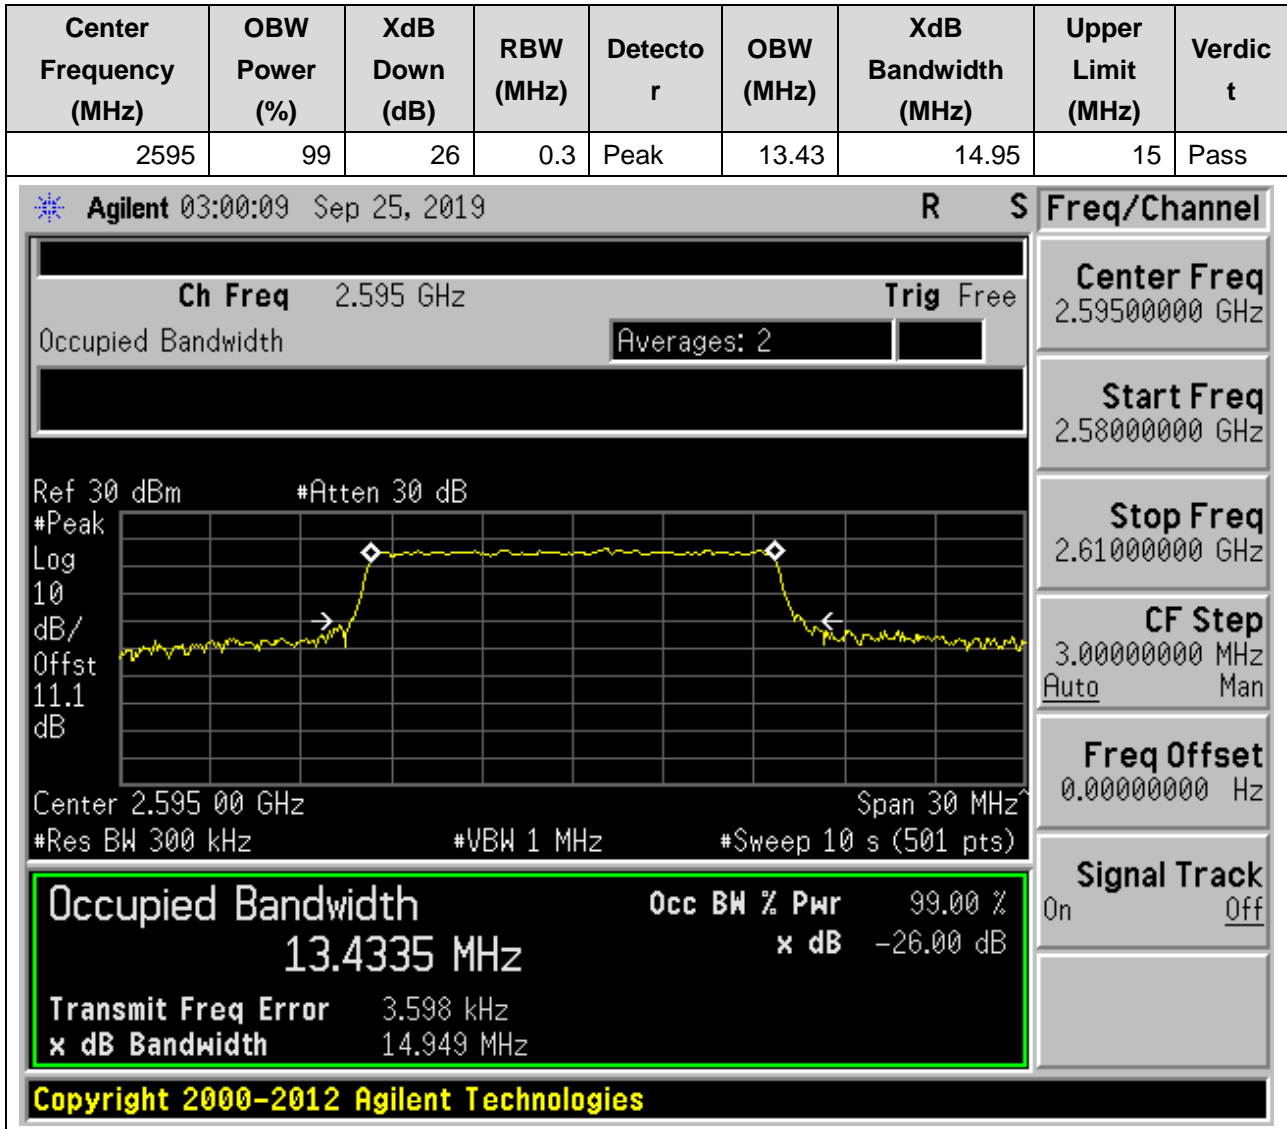 Center Frequency (MHz) OBW Power (%) XdB Down (dB) RBW (MHz) Detecto r OBW (MHz) XdB Bandwidth (MHz) Upper Limit (MHz) Verdic t
2595 99 26 0.3 Peak 13.43 14.95 15 Pass
Agilent 03:00:09 Sep 25, 2019 R S
Ch Freq 2.595 GHz Trig Free
Occupied Bandwidth Averages: 2
Ref 30 dBm #Atten 30 dB
#Peak
Log
10
dB/
Offst
11.1
dB
Center 2.595 00 GHz Span 30 MHz^
#Res BW 300 kHz #VBW 1 MHz #Sweep 10 s (501 pts)
Occupied Bandwidth Occ BW % Pwr 99.00 %
13.4335 MHz x dB -26.00 dB
Transmit Freq Error 3.598 kHz
x dB Bandwidth 14.949 MHz
Copyright 2000-2012 Agilent Technologies
Freq/Channel
Center Freq
2.59500000 GHz
Start Freq
2.58000000 GHz
Stop Freq
2.61000000 GHz
CF Step
3.00000000 MHz
Auto Man
Freq Offset
0.00000000 Hz
Signal Track
On Off